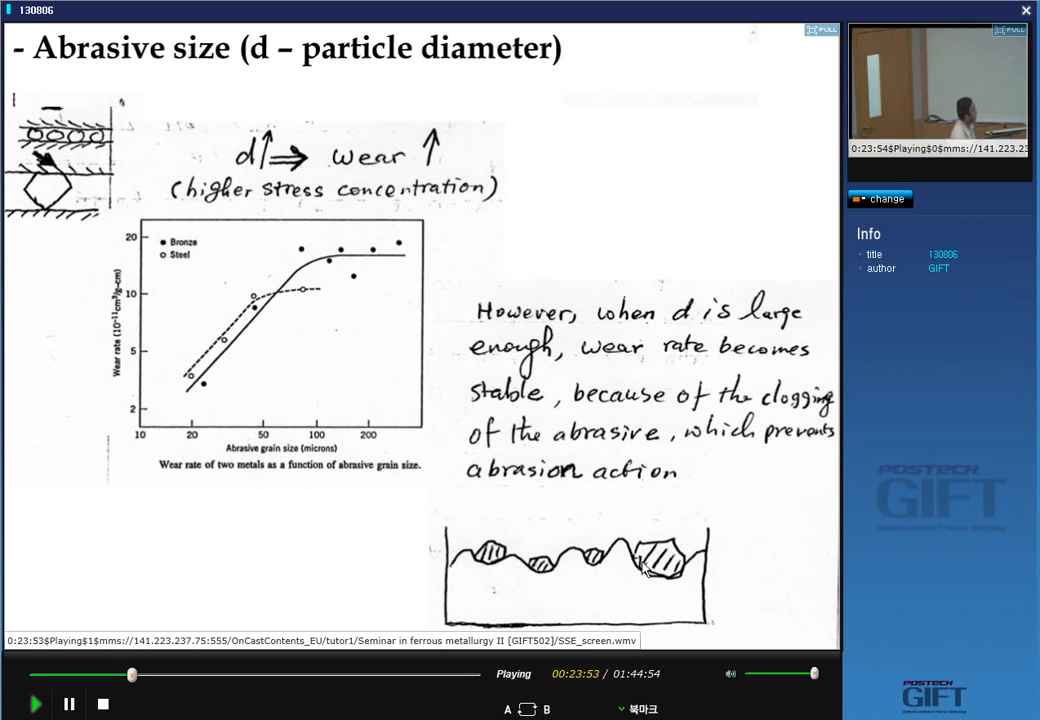 130806
- Abrasive size (d – particle diameter)
FULL
FULL
d↑ ⇒ wear ↑
(higher stress concentration)
0:23:54$Playing$0$mms://141.223.23
change
Info
title 130806
author GIFT
20
10
5
2
Bronze
Steel
Wear rate (10⁻¹¹cm³/g-cm)
10 20 50 100 200
Abrasive grain size (microns)
Wear rate of two metals as a function of abrasive grain size.
However, when d is large
enough, wear rate becomes
stable, because of the clogging
of the abrasive, which prevents
abrasion action
POSTECH
GIFT
0:23:53$Playing$1$mms://141.223.237.75:555/OnCastContents_EU/tutor1/Seminar in ferrous metallurgy II [GIFT502]/SSE_screen.wmv
Playing 00:23:53 / 01:44:54
A B 북마크
POSTECH
GIFT